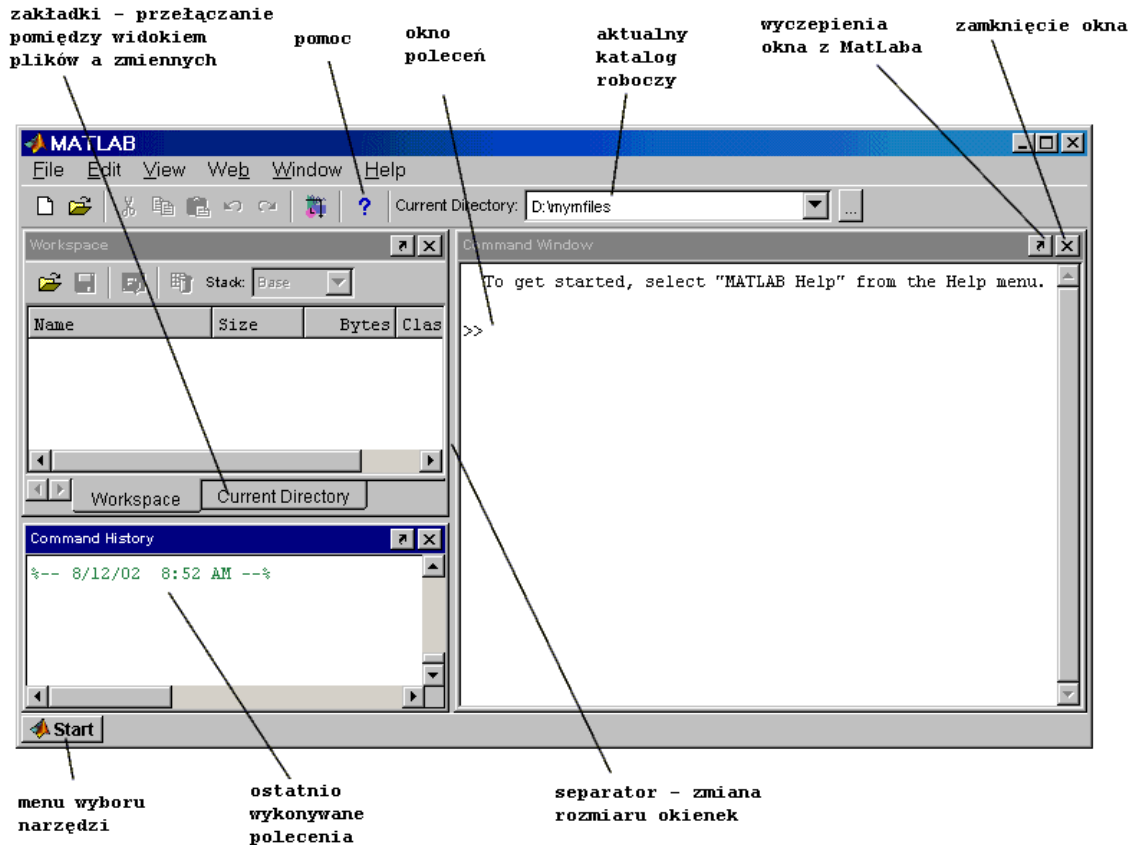 zakładki - przełączanie
pomiędzy widokiem
plików a zmiennych
pomoc
okno
poleceń
aktualny
katalog
roboczy
wyczepienia
okna z MatLaba
zamknięcie okna
MATLAB
File Edit View Web Window Help
? Current Directory: D:\mymfiles ...
Workspace
Stack: Base
Name Size Bytes Clas
Workspace Current Directory
Command History
%-- 8/12/02 8:52 AM --%
Command Window
To get started, select "MATLAB Help" from the Help menu.
>>
Start
menu wyboru
narzędzi
ostatnio
wykonywane
polecenia
separator - zmiana
rozmiaru okienek